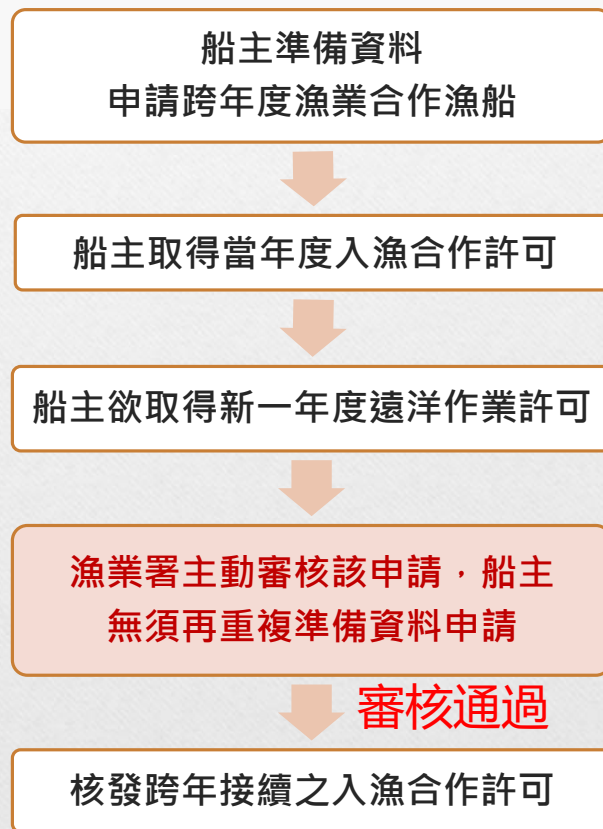 船主準備資料
申請跨年度漁業合作漁船
船主取得當年度入漁合作許可
船主欲取得新一年度遠洋作業許可
漁業署主動審核該申請，船主
無須再重複準備資料申請
審核通過
核發跨年接續之入漁合作許可